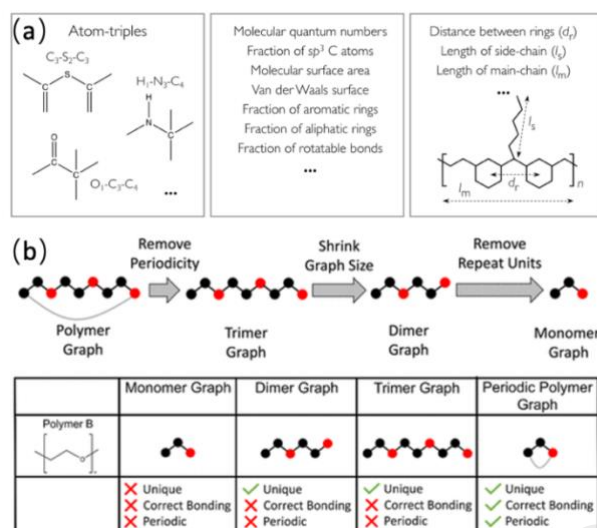 (a)
Atom-triples
C3-S2-C3
S
H1-N3-C4
H
N
O
C
C
O1-C3-C4
...
Molecular quantum numbers
Fraction of sp³ C atoms
Molecular surface area
Van der Waals surface
Fraction of aromatic rings
Fraction of aliphatic rings
Fraction of rotatable bonds
...
Distance between rings (dr)
Length of side-chain (ls)
Length of main-chain (lm)
...
ls
dr
lm
n
(b)
Remove
Periodicity
Shrink
Graph Size
Remove
Repeat Units
Polymer
Graph
Trimer
Graph
Dimer
Graph
Monomer
Graph
Monomer Graph
Dimer Graph
Trimer Graph
Periodic Polymer
Graph
Polymer B
O
Unique
Correct Bonding
Periodic
Unique
Correct Bonding
Periodic
Unique
Correct Bonding
Periodic
Unique
Correct Bonding
Periodic